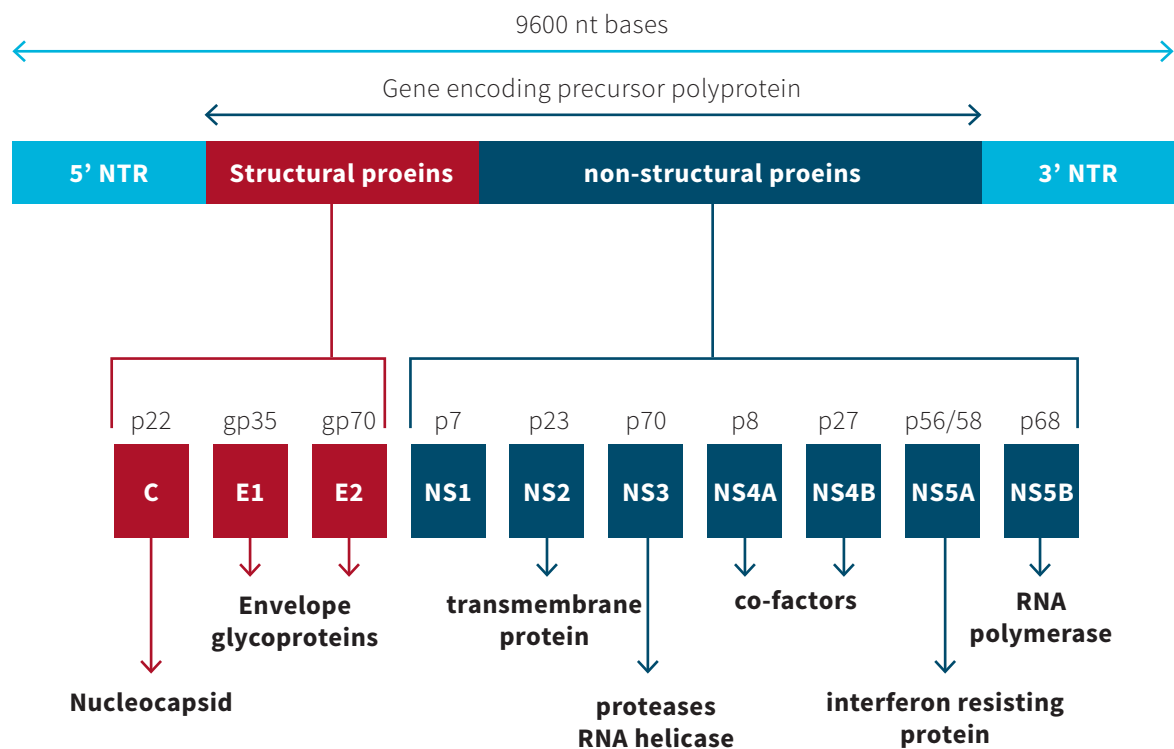 9600 nt bases
Gene encoding precursor polyprotein
5’ NTR
Structural proeins
non-structural proeins
3’ NTR
p22
gp35
gp70
p7
p23
p70
p8
p27
p56/58
p68
C
E1
E2
NS1
NS2
NS3
NS4A
NS4B
NS5A
NS5B
Envelope
glycoproteins
transmembrane
protein
co-factors
RNA
polymerase
Nucleocapsid
proteases
RNA helicase
interferon resisting
protein